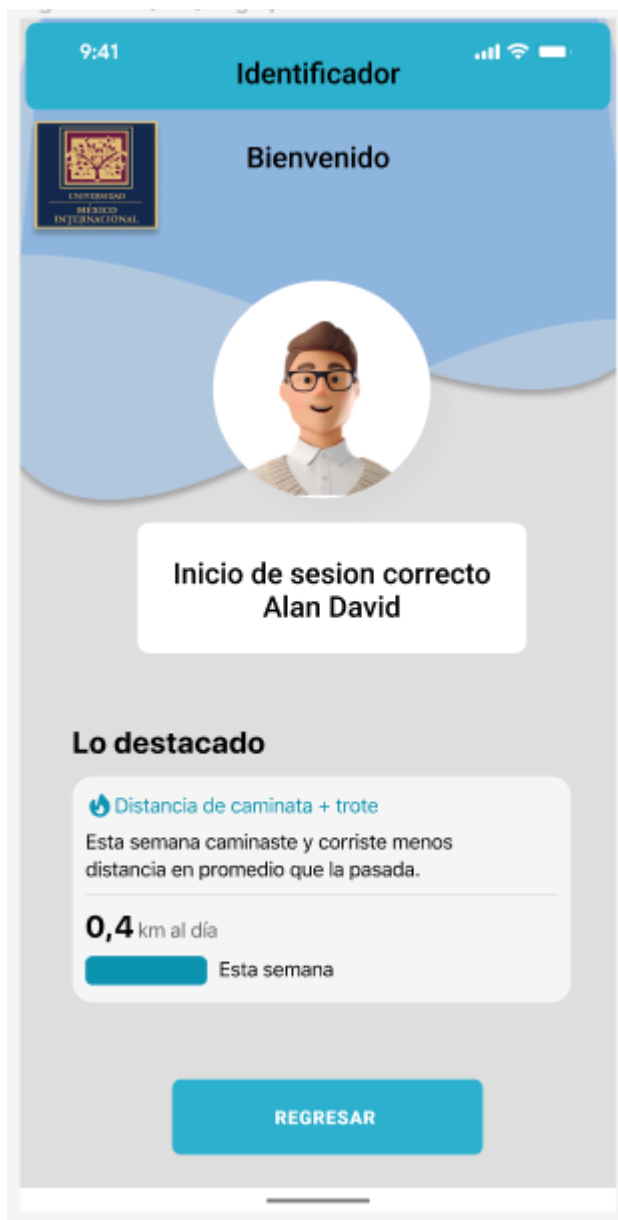 9:41
Identificador
UNIVERSIDAD
MÉXICO
INTERNACIONAL
Bienvenido
Inicio de sesion correcto
Alan David
Lo destacado
Distancia de caminata + trote
Esta semana caminaste y corriste menos
distancia en promedio que la pasada.
0,4 km al día
Esta semana
REGRESAR